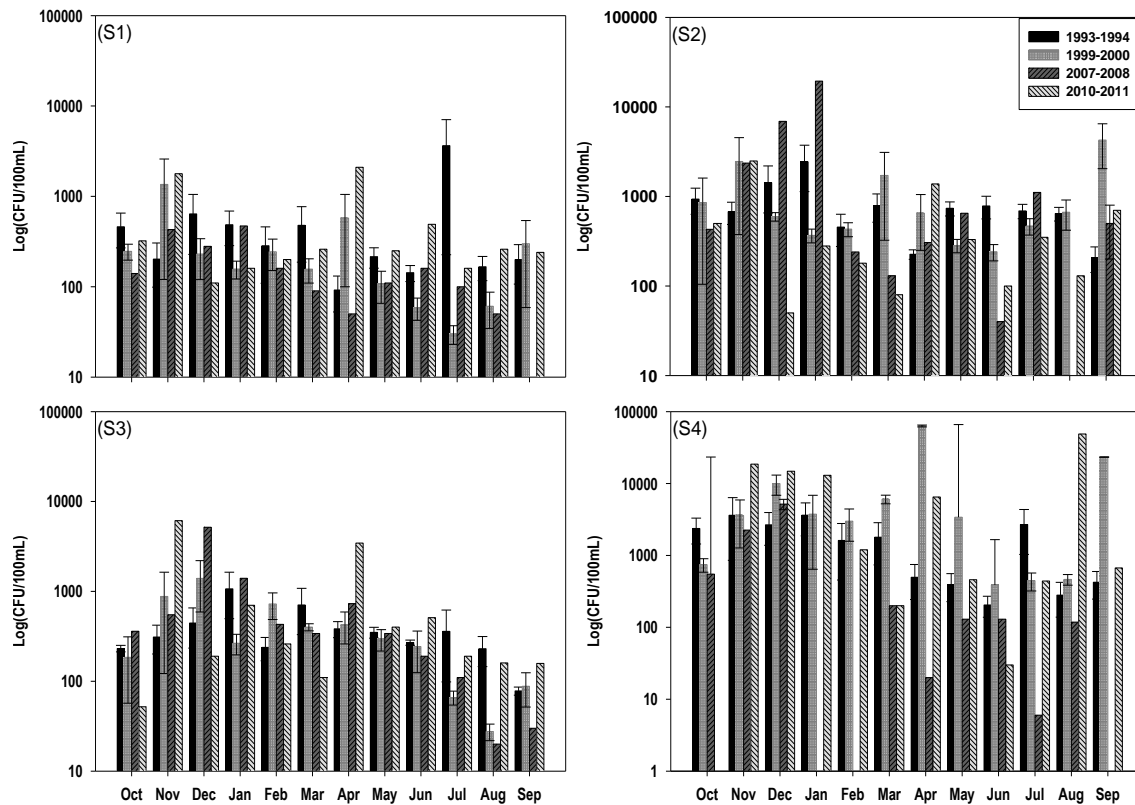 (S1)
100000
10000
1000
100
10
Log(CFU/100mL)
(S2)
100000
10000
1000
100
10
Log(CFU/100mL)
1993-1994
1999-2000
2007-2008
2010-2011
(S3)
100000
10000
1000
100
10
Log(CFU/100mL)
Oct Nov Dec Jan Feb Mar Apr May Jun Jul Aug Sep
(S4)
100000
10000
1000
100
10
1
Log(CFU/100mL)
Oct Nov Dec Jan Feb Mar Apr May Jun Jul Aug Sep